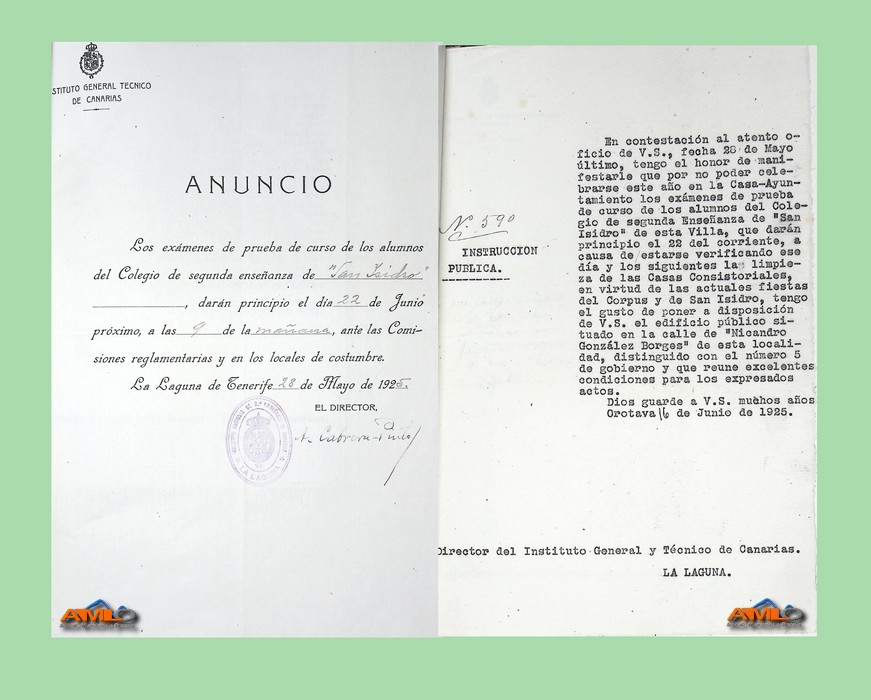 STITUTO GENERAL TECNICO
DE CANARIAS
ANUNCIO
Los exámenes de prueba de curso de los alumnos
del Colegio de segunda enseñanza de "San Isidro"
, darán principio el día 22 de Junio
próximo, a las 9 de la mañana, ante las Comi-
siones reglamentarias y en los locales de costumbre.
La Laguna de Tenerife 28 de Mayo de 1925.
EL DIRECTOR,
A. Cabrera Pinto
LA LAGUNA
AMLO
N.º 590
INSTRUCCION
PUBLICA.
En contestación al atento o-
ficio de V.S., fecha 28 de Mayo
último, tengo el honor de mani-
festarle que por no poder cele-
brarse este año en la Casa-Ayun-
tamiento los exámenes de prueba
de curso de los alumnos del Cole-
gio de segunda Enseñanza de "San
Isidro" de esta Villa, que darán
principio el 22 del corriente, a
causa de estarse verificando ese
día y los siguientes la limpie-
za de las Casas Consistoriales,
en virtud de las actuales fiestas
del Corpus y de San Isidro, tengo
el gusto de poner a disposición
de V.S. el edificio público si-
tuado en la calle de "Nicandro
González Borges" de esta locali-
dad, distinguido con el número 5
de gobierno y que reune excelentes
condiciones para los expresados
actos.
Dios guarde a V.S. muchos años
Orotava 16 de Junio de 1925.
Director del Instituto General y Técnico de Canarias.
LA LAGUNA.
AMLO